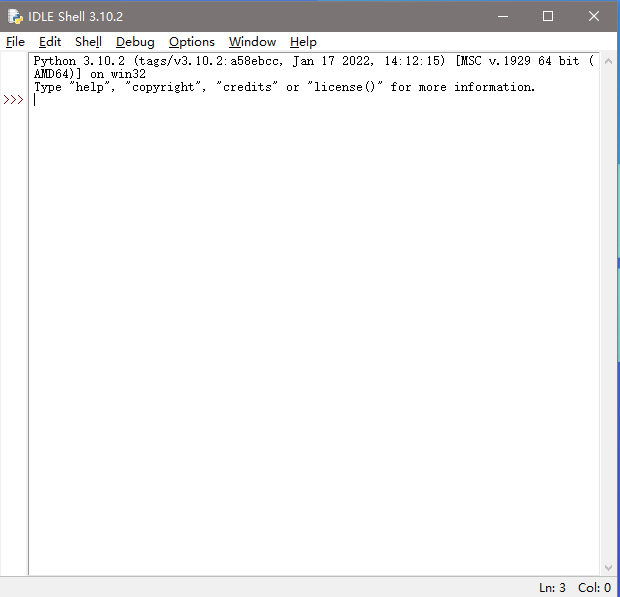 IDLE Shell 3.10.2
File Edit Shell Debug Options Window Help
Python 3.10.2 (tags/v3.10.2:a58ebcc, Jan 17 2022, 14:12:15) [MSC v.1929 64 bit (
AMD64)] on win32
Type "help", "copyright", "credits" or "license()" for more information.
>>>
Ln: 3 Col: 0